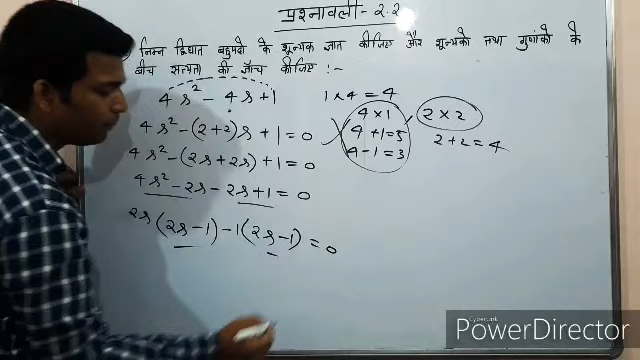 प्रश्नावली - 2.2
निम्न द्विघात बहुपदो के शून्यक ज्ञात कीजिए और शून्यको तथा गुणांको के
बीच सत्यता की जाँच कीजिए :-
4s² - 4s + 1
1 × 4 = 4
4s² - (2+2)s + 1 = 0
4 × 1
4 + 1 = 5
4 - 1 = 3
2 × 2
2 + 2 = 4
4s² - (2s + 2s) + 1 = 0
4s² - 2s - 2s + 1 = 0
2s (2s - 1) - 1 (2s - 1) = 0
CyberLink
PowerDirector